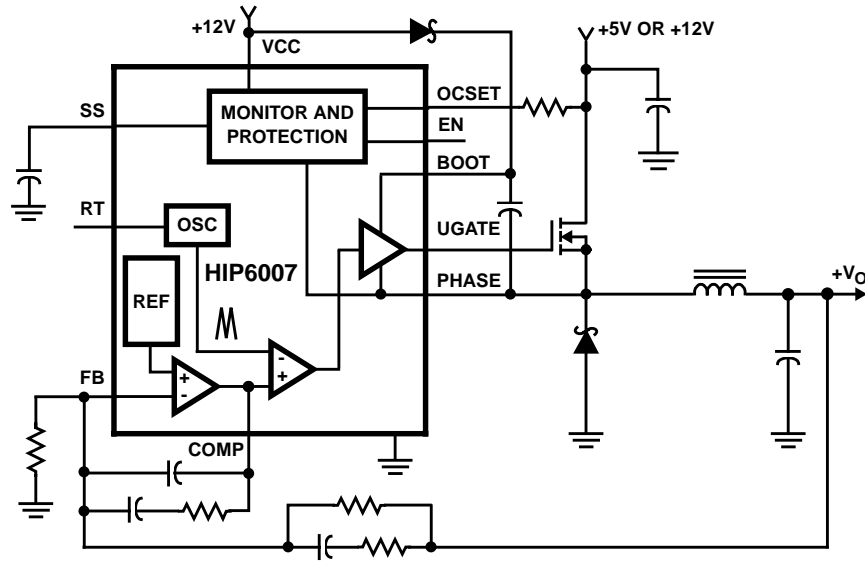 +12V
VCC
+5V OR +12V
SS
MONITOR AND
PROTECTION
OCSET
EN
BOOT
RT
OSC
UGATE
HIP6007
PHASE
+VO
REF
FB
+
-
-
+
COMP